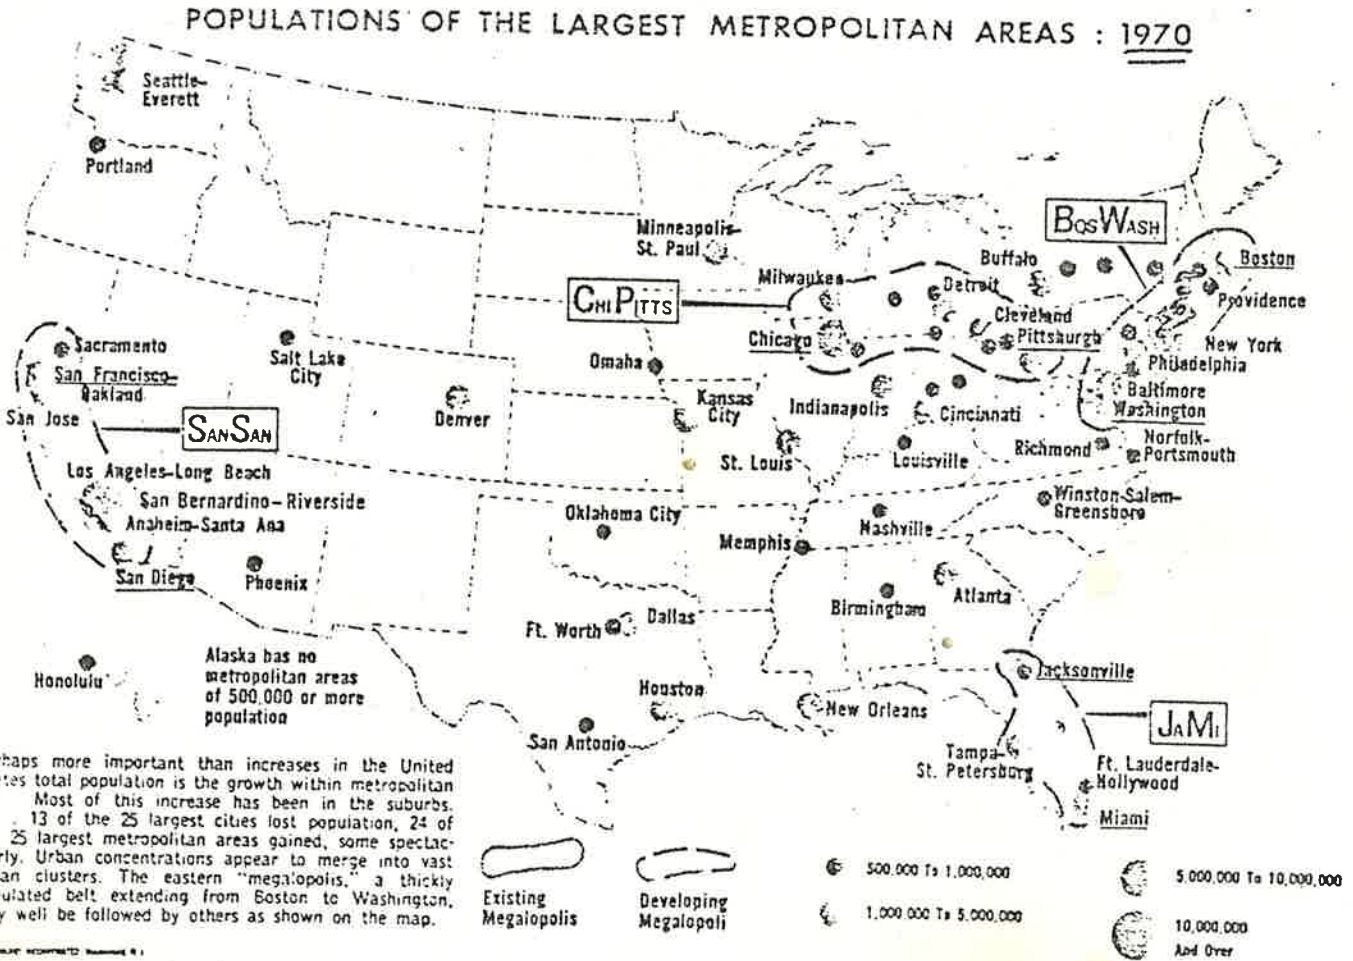 POPULATIONS OF THE LARGEST METROPOLITAN AREAS : 1970
Seattle-
Everett
Portland
Minneapolis-
St. Paul
BosWash
Buffalo
Boston
Milwaukee
Detroit
Providence
ChiPitts
Cleveland
Chicago
Pittsburgh
New York
Sacramento
Salt Lake
City
Omaha
Philadelphia
San Francisco-
Oakland
Denver
Kansas
City
Indianapolis
Cincinnati
Baltimore
Washington
San Jose
SanSan
St. Louis
Louisville
Richmond
Norfolk-
Portsmouth
Los Angeles-Long Beach
San Bernardino-Riverside
Anaheim-Santa Ana
Oklahoma City
Winston-Salem-
Greensboro
Nashville
Memphis
San Diego
Phoenix
Birmingham
Atlanta
Ft. Worth
Dallas
Honolulu
Alaska has no
metropolitan areas
of 500,000 or more
population
Houston
New Orleans
Jacksonville
San Antonio
JaMi
Tampa-
St. Petersburg
Ft. Lauderdale-
Hollywood
Miami
haps more important than increases in the United
tes total population is the growth within metropolitan
Most of this increase has been in the suburbs.
. 13 of the 25 largest cities lost population, 24 of
25 largest metropolitan areas gained, some spectac-
rly. Urban concentrations appear to merge into vast
an clusters. The eastern "megalopolis," a thickly
ulated belt extending from Boston to Washington,
y well be followed by others as shown on the map.
Existing
Megalopolis
Developing
Megalopoli
500,000 To 1,000,000
1,000,000 To 5,000,000
5,000,000 To 10,000,000
10,000,000
And Over